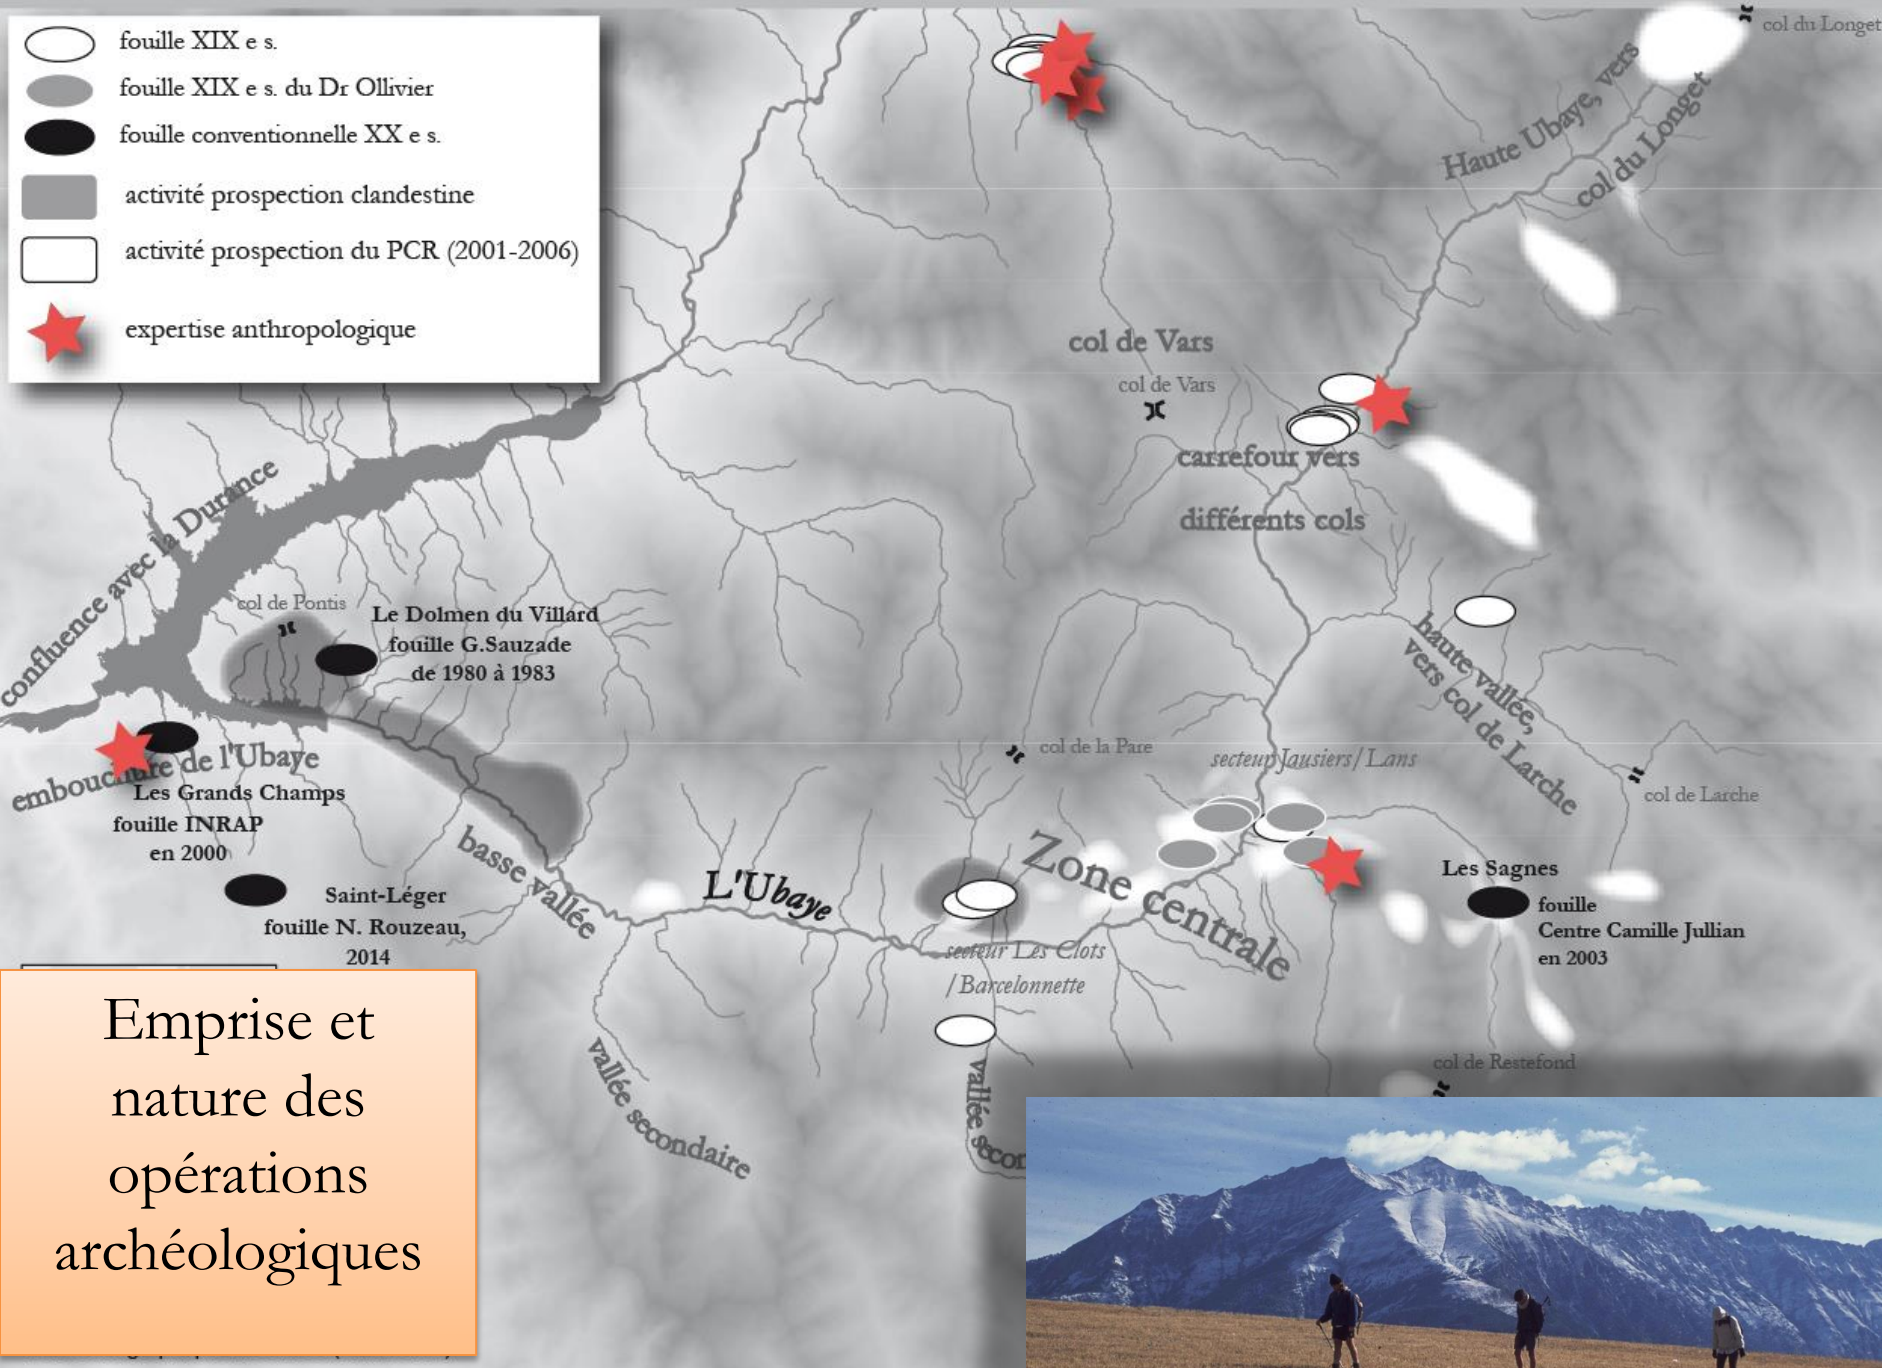 fouille XIX e s.
fouille XIX e s. du Dr Ollivier
fouille conventionnelle XX e s.
activité prospection clandestine
activité prospection du PCR (2001-2006)
expertise anthropologique
col du Longet
Haute Ubaye, vers
col du Longet
col de Vars
col de Vars
carrefour vers
différents cols
confluence avec la Durance
col de Pontis
Le Dolmen du Villard
fouille G.Sauzade
de 1980 à 1983
haute vallée,
vers col de Larche
embouchure de l'Ubaye
Les Grands Champs
fouille INRAP
en 2000
col de la Pare
secteur Jausiers/Lans
col de Larche
basse vallée
L'Ubaye
Zone centrale
Les Sagnes
fouille
Centre Camille Jullian
en 2003
Saint-Léger
fouille N. Rouzeau,
2014
secteur Les Clots
/Barcelonnette
vallée secondaire
vallée secon
col de Restefond
Emprise et
nature des
opérations
archéologiques